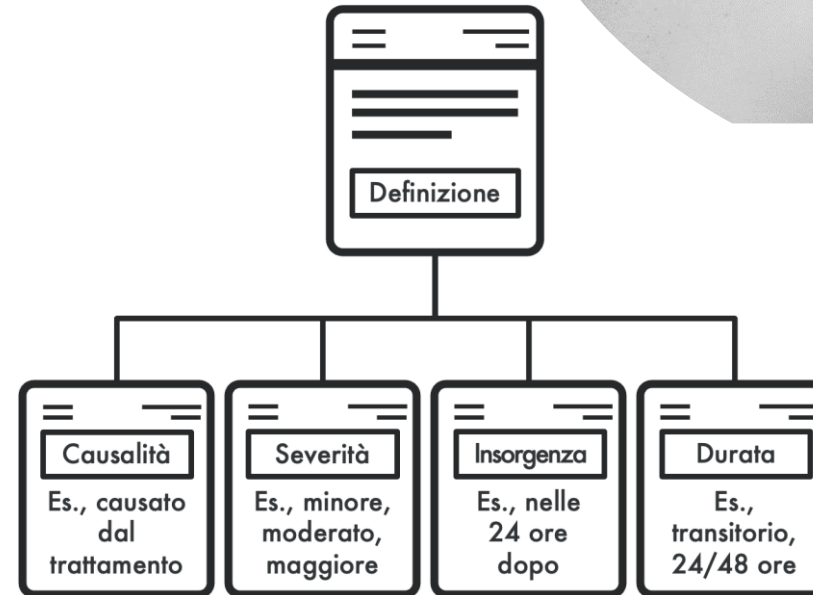 Definizione
Causalità
Es., causato
dal
trattamento
Severità
Es., minore,
moderato,
maggiore
Insorgenza
Es., nelle
24 ore
dopo
Durata
Es.,
transitorio,
24/48 ore